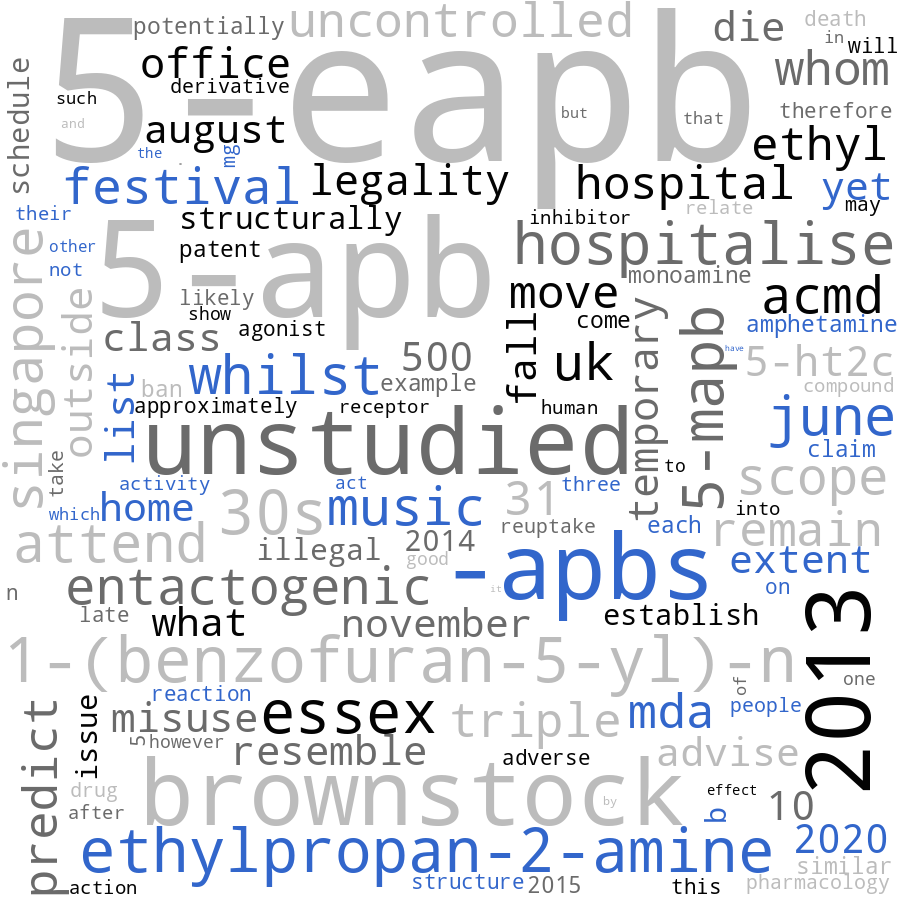 potentially
uncontrolled
5-eapb
die
death
in
will
office
whom
derivative
such
schedule
but
that
therefore
and
august
ethyl
the
mg
festival
legality
hospital
yet
their
structurally
inhibitor
relate
may
other
patent
5-apb
hospitalise
not
singapore
outside
likely
monoamine
show
move
acmd
class
agonist
fall
come
temporary
5-mapb
amphetamine
whilst
500
uk
have
5-ht2c
list
ban
example
compound
approximately
receptor
human
june
unstudied
claim
take
to
scope
activity
act
three
which
home
30s
music
31
into
attend
reuptake
each
remain
illegal
2014
good
-apbs
extent
n
entactogenic
it
on
late
what
november
establish
2013
1-(benzofuran-5-yl)-n
one
of
predict
issue
reaction
misuse
essex
triple
mda
people
5
however
resemble
adverse
advise
drug
brownstock
effect
after
by
b
10
ethylpropan-2-amine
2020
similar
action
structure
2015
this
pharmacology